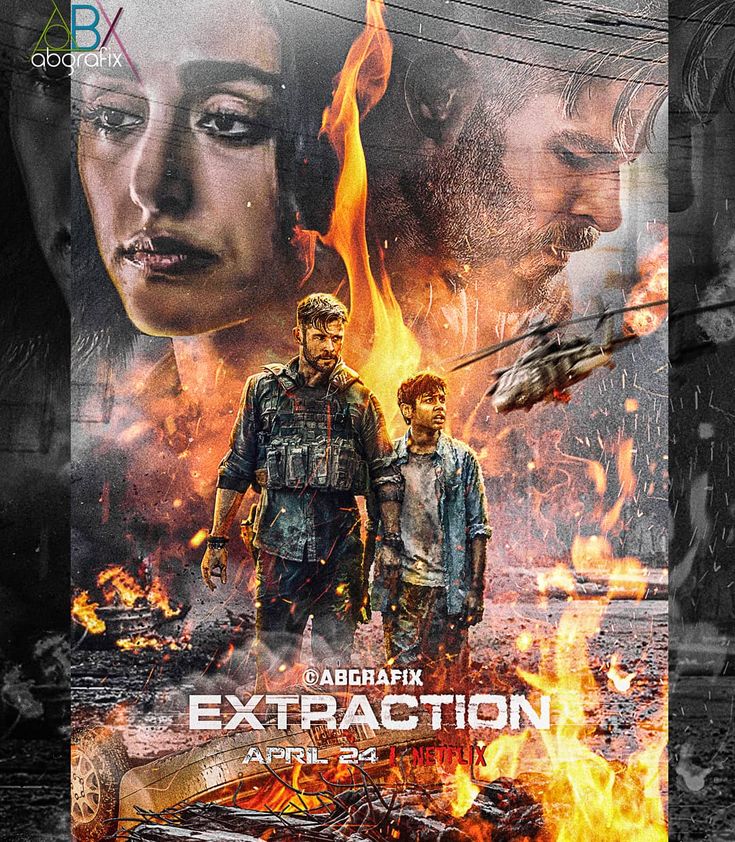 ABX
abgrafix
©ABGRAFIX
EXTRACTION
APRIL 24 | NETFLIX